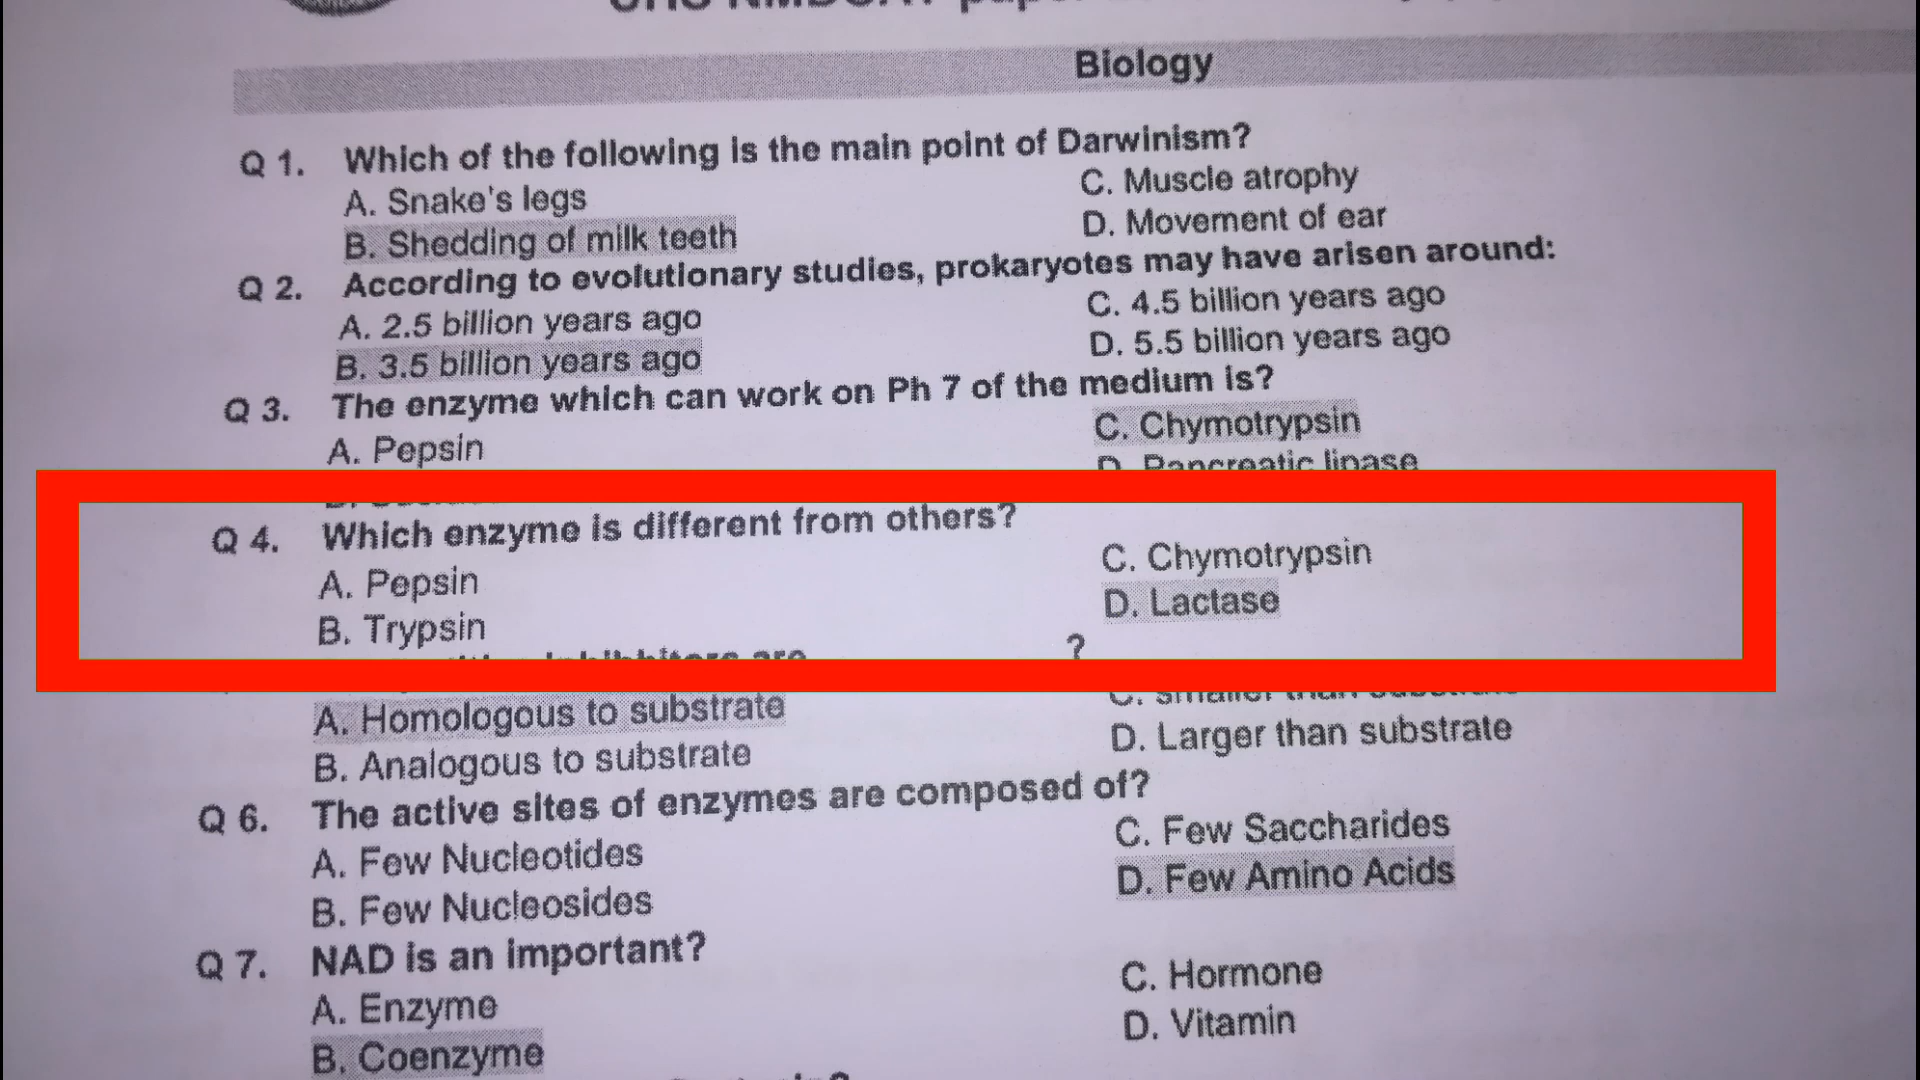 Biology
Q 1. Which of the following is the main point of Darwinism?
A. Snake's legs
C. Muscle atrophy
B. Shedding of milk teeth
D. Movement of ear
Q 2. According to evolutionary studies, prokaryotes may have arisen around:
A. 2.5 billion years ago
C. 4.5 billion years ago
B. 3.5 billion years ago
D. 5.5 billion years ago
Q 3. The enzyme which can work on Ph 7 of the medium is?
A. Pepsin
C. Chymotrypsin
D. Pancreatic lipase
Q 4. Which enzyme is different from others?
A. Pepsin
C. Chymotrypsin
B. Trypsin
D. Lactase
are ?
A. Homologous to substrate
C. Smaller than substrate
B. Analogous to substrate
D. Larger than substrate
Q 6. The active sites of enzymes are composed of?
A. Few Nucleotides
C. Few Saccharides
B. Few Nucleosides
D. Few Amino Acids
Q 7. NAD is an important?
A. Enzyme
C. Hormone
B. Coenzyme
D. Vitamin